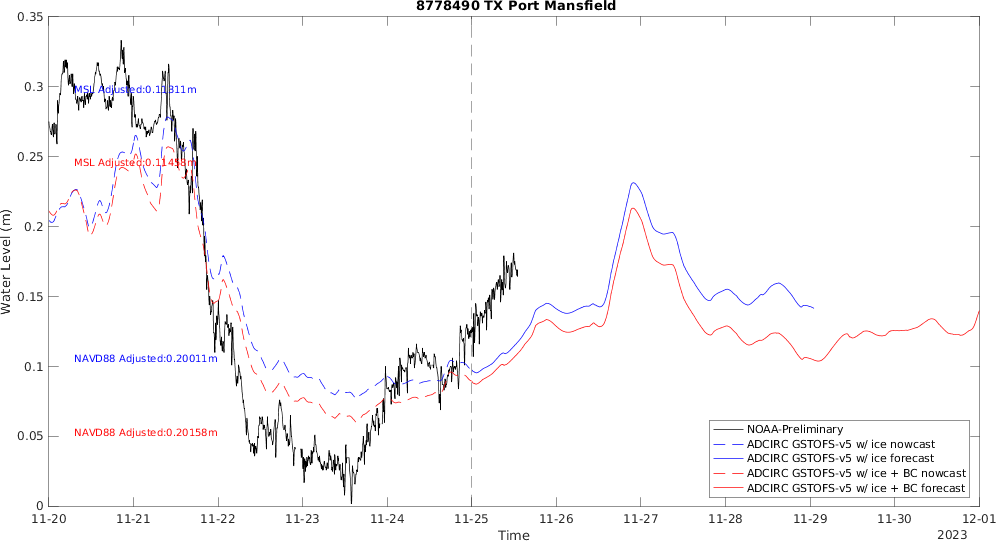 8778490 TX Port Mansfield
0.35
0.3
0.25
0.2
0.15
0.1
0.05
0
Water Level (m)
MSL Adjusted:0.11311m
MSL Adjusted:0.11458m
NAVD88 Adjusted:0.20011m
NAVD88 Adjusted:0.20158m
NOAA-Preliminary
ADCIRC GSTOFS-v5 w/ ice nowcast
ADCIRC GSTOFS-v5 w/ ice forecast
ADCIRC GSTOFS-v5 w/ ice + BC nowcast
ADCIRC GSTOFS-v5 w/ ice + BC forecast
11-20 11-21 11-22 11-23 11-24 11-25 11-26 11-27 11-28 11-29 11-30 12-01
Time
2023